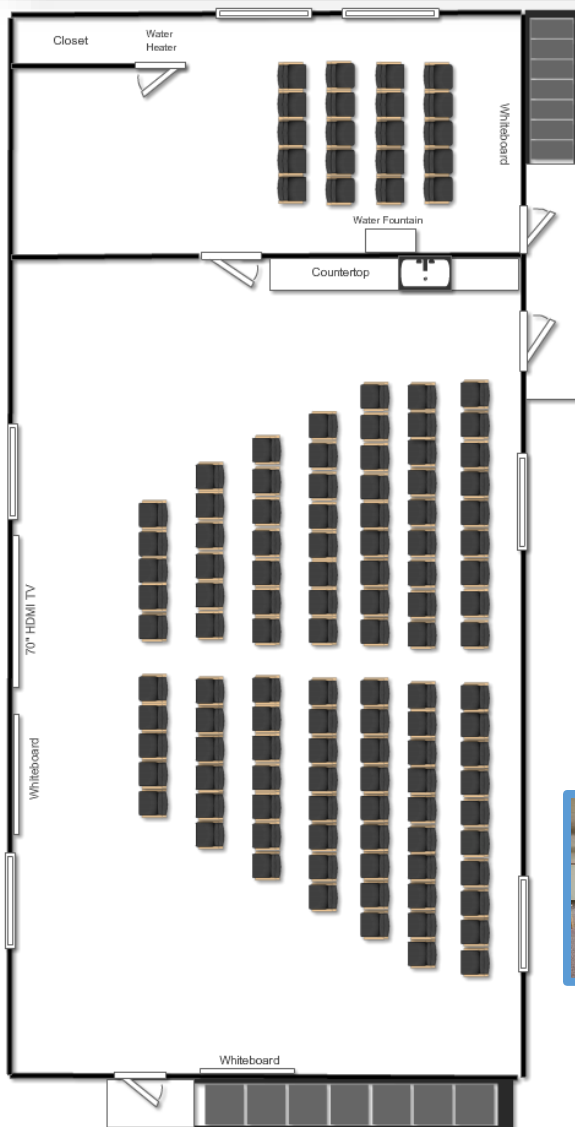 Closet
Water
Heater
Whiteboard
Water Fountain
Countertop
70" HDMI TV
Whiteboard
Whiteboard